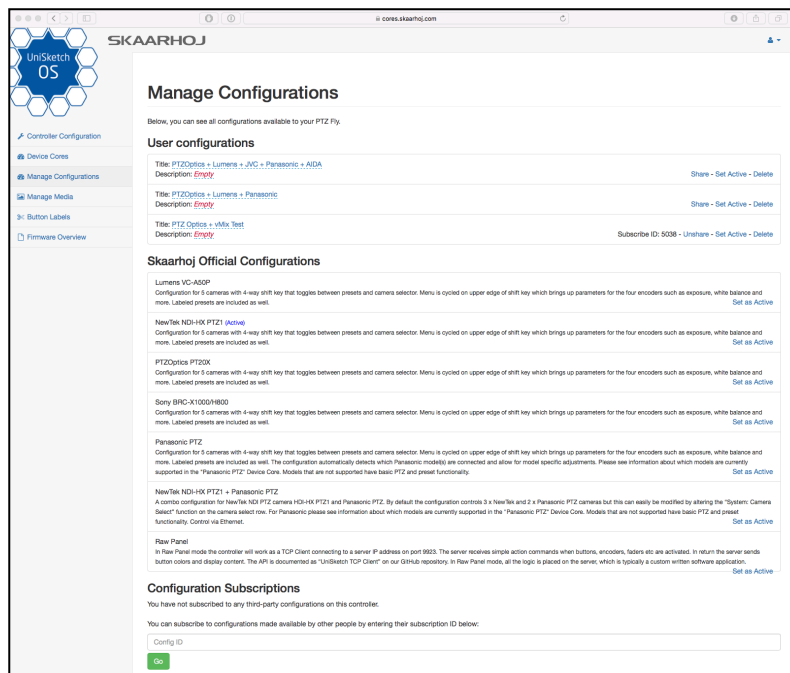 cores.skaarhoj.com
UniSketch
OS
SKAARHOJ
Controller Configuration
Device Cores
Manage Configurations
Manage Media
Button Labels
Firmware Overview
Manage Configurations
Below, you can see all configurations available to your PTZ Fly.
User configurations
Title: PTZOptics + Lumens + JVC + Panasonic + AIDA
Description: Empty
Share - Set Active - Delete
Title: PTZOptics + Lumens + Panasonic
Description: Empty
Share - Set Active - Delete
Title: PTZ Optics + vMix Test
Description: Empty
Subscribe ID: 5038 - Unshare - Set Active - Delete
Skaarhoj Official Configurations
Lumens VC-A50P
Configuration for 5 cameras with 4-way shift key that toggles between presets and camera selector. Menu is cycled on upper edge of shift key which brings up parameters for the four encoders such as exposure, white balance and
more. Labeled presets are included as well.
Set as Active
NewTek NDI-HX PTZ1 (Active)
Configuration for 5 cameras with 4-way shift key that toggles between presets and camera selector. Menu is cycled on upper edge of shift key which brings up parameters for the four encoders such as exposure, white balance and
more. Labeled presets are included as well.
Set as Active
PTZOptics PT20X
Configuration for 5 cameras with 4-way shift key that toggles between presets and camera selector. Menu is cycled on upper edge of shift key which brings up parameters for the four encoders such as exposure, white balance and
more. Labeled presets are included as well.
Set as Active
Sony BRC-X1000/H800
Configuration for 5 cameras with 4-way shift key that toggles between presets and camera selector. Menu is cycled on upper edge of shift key which brings up parameters for the four encoders such as exposure, white balance and
more. Labeled presets are included as well.
Set as Active
Panasonic PTZ
Configuration for 5 cameras with 4-way shift key that toggles between presets and camera selector. Menu is cycled on upper edge of shift key which brings up parameters for the four encoders such as exposure, white balance and
more. Labeled presets are included as well. The configuration automatically detects which Panasonic model(s) are connected and allow for model specific adjustments. Please see information about which models are currently
supported in the "Panasonic PTZ" Device Core. Models that are not supported have basic PTZ and preset functionality.
Set as Active
NewTek NDI-HX PTZ1 + Panasonic PTZ
A combo configuration for NewTek NDI PTZ camera HDI-HX PTZ1 and Panasonic PTZ. By default the configuration controls 3 x NewTek and 2 x Panasonic PTZ cameras but this can easily be modified by altering the "System: Camera
Select" function on the camera select row. For Panasonic please see information about which models are currently supported in the "Panasonic PTZ" Device Core. Models that are not supported have basic PTZ and preset
functionality. Control via Ethernet.
Set as Active
Raw Panel
In Raw Panel mode the controller will work as a TCP Client connecting to a server IP address on port 9923. The server receives simple action commands when buttons, encoders, faders etc are activated. In return the server sends
button colors and display content. The API is documented as "UniSketch TCP Client" on our GitHub repository. In Raw Panel mode, all the logic is placed on the server, which is typically a custom written software application.
Set as Active
Configuration Subscriptions
You have not subscribed to any third-party configurations on this controller.
You can subscribe to configurations made available by other people by entering their subscription ID below:
Config ID
Go